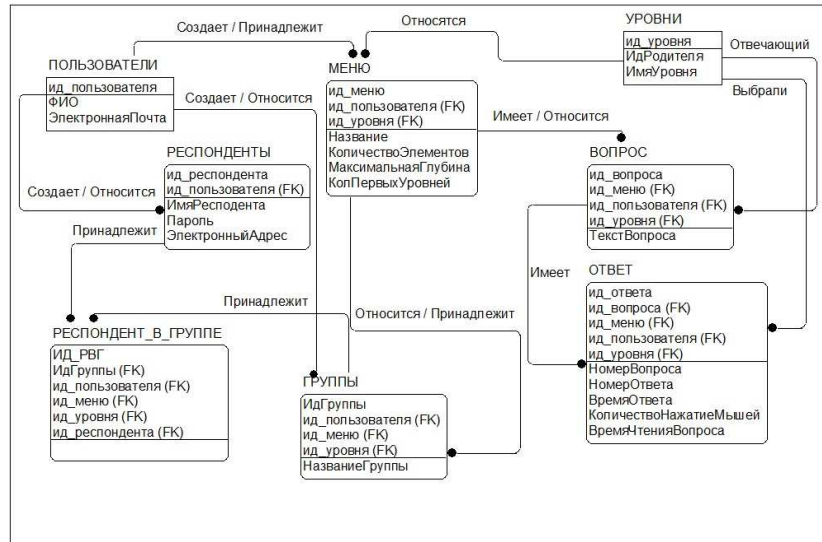 Создает / Принадлежит
Относятся
УРОВНИ
ид_уровня
ИдРодителя
ИмяУровня
Отвечающий
Выбрали
ПОЛЬЗОВАТЕЛИ
ид_пользователя
ФИО
ЭлектроннаяПочта
Создает / Относится
МЕНЮ
ид_меню
ид_пользователя (FK)
ид_уровня (FK)
Название
КоличествоЭлементов
МаксимальнаяГлубина
КолПервыхУровней
Имеет / Относится
ВОПРОС
ид_вопроса
ид_меню (FK)
ид_пользователя (FK)
ид_уровня (FK)
ТекстВопроса
РЕСПОНДЕНТЫ
ид_респондента
ид_пользователя (FK)
ИмяРесподента
Пароль
ЭлектронныйАдрес
Создает / Относится
Принадлежит
Имеет
ОТВЕТ
ид_ответа
ид_вопроса (FK)
ид_меню (FK)
ид_пользователя (FK)
ид_уровня (FK)
НомерВопроса
НомерОтвета
ВремяОтвета
КоличествоНажатиеМышей
ВремяЧтенияВопроса
Принадлежит
Относится / Принадлежит
РЕСПОНДЕНТ_В_ГРУППЕ
ИД_РВГ
ИдГруппы (FK)
ид_пользователя (FK)
ид_меню (FK)
ид_уровня (FK)
ид_респондента (FK)
ГРУППЫ
ИдГруппы
ид_пользователя (FK)
ид_меню (FK)
ид_уровня (FK)
НазваниеГруппы